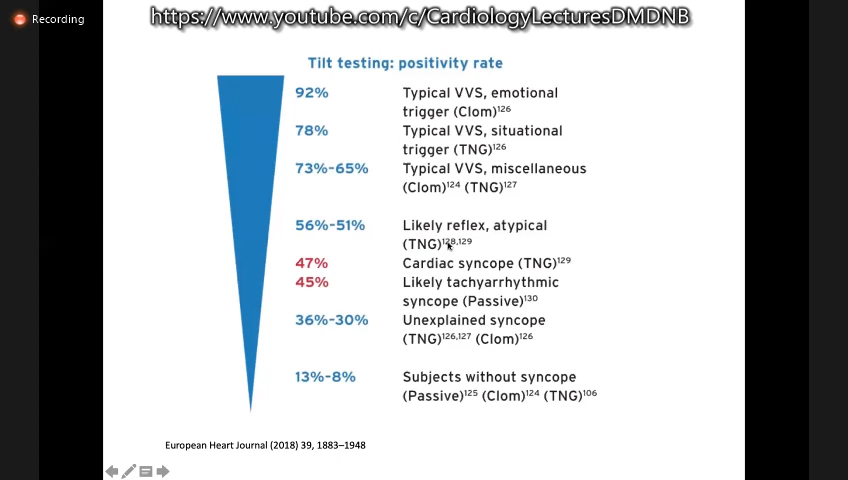 Recording
https://www.youtube.com/c/CardiologyLecturesDMDNB
Tilt testing: positivity rate
92% Typical VVS, emotional
trigger (Clom)126
78% Typical VVS, situational
trigger (TNG)126
73%-65% Typical VVS, miscellaneous
(Clom)124 (TNG)127
56%-51% Likely reflex, atypical
(TNG)128,129
47% Cardiac syncope (TNG)129
45% Likely tachyarrhythmic
syncope (Passive)130
36%-30% Unexplained syncope
(TNG)126,127 (Clom)126
13%-8% Subjects without syncope
(Passive)125 (Clom)124 (TNG)106
European Heart Journal (2018) 39, 1883–1948